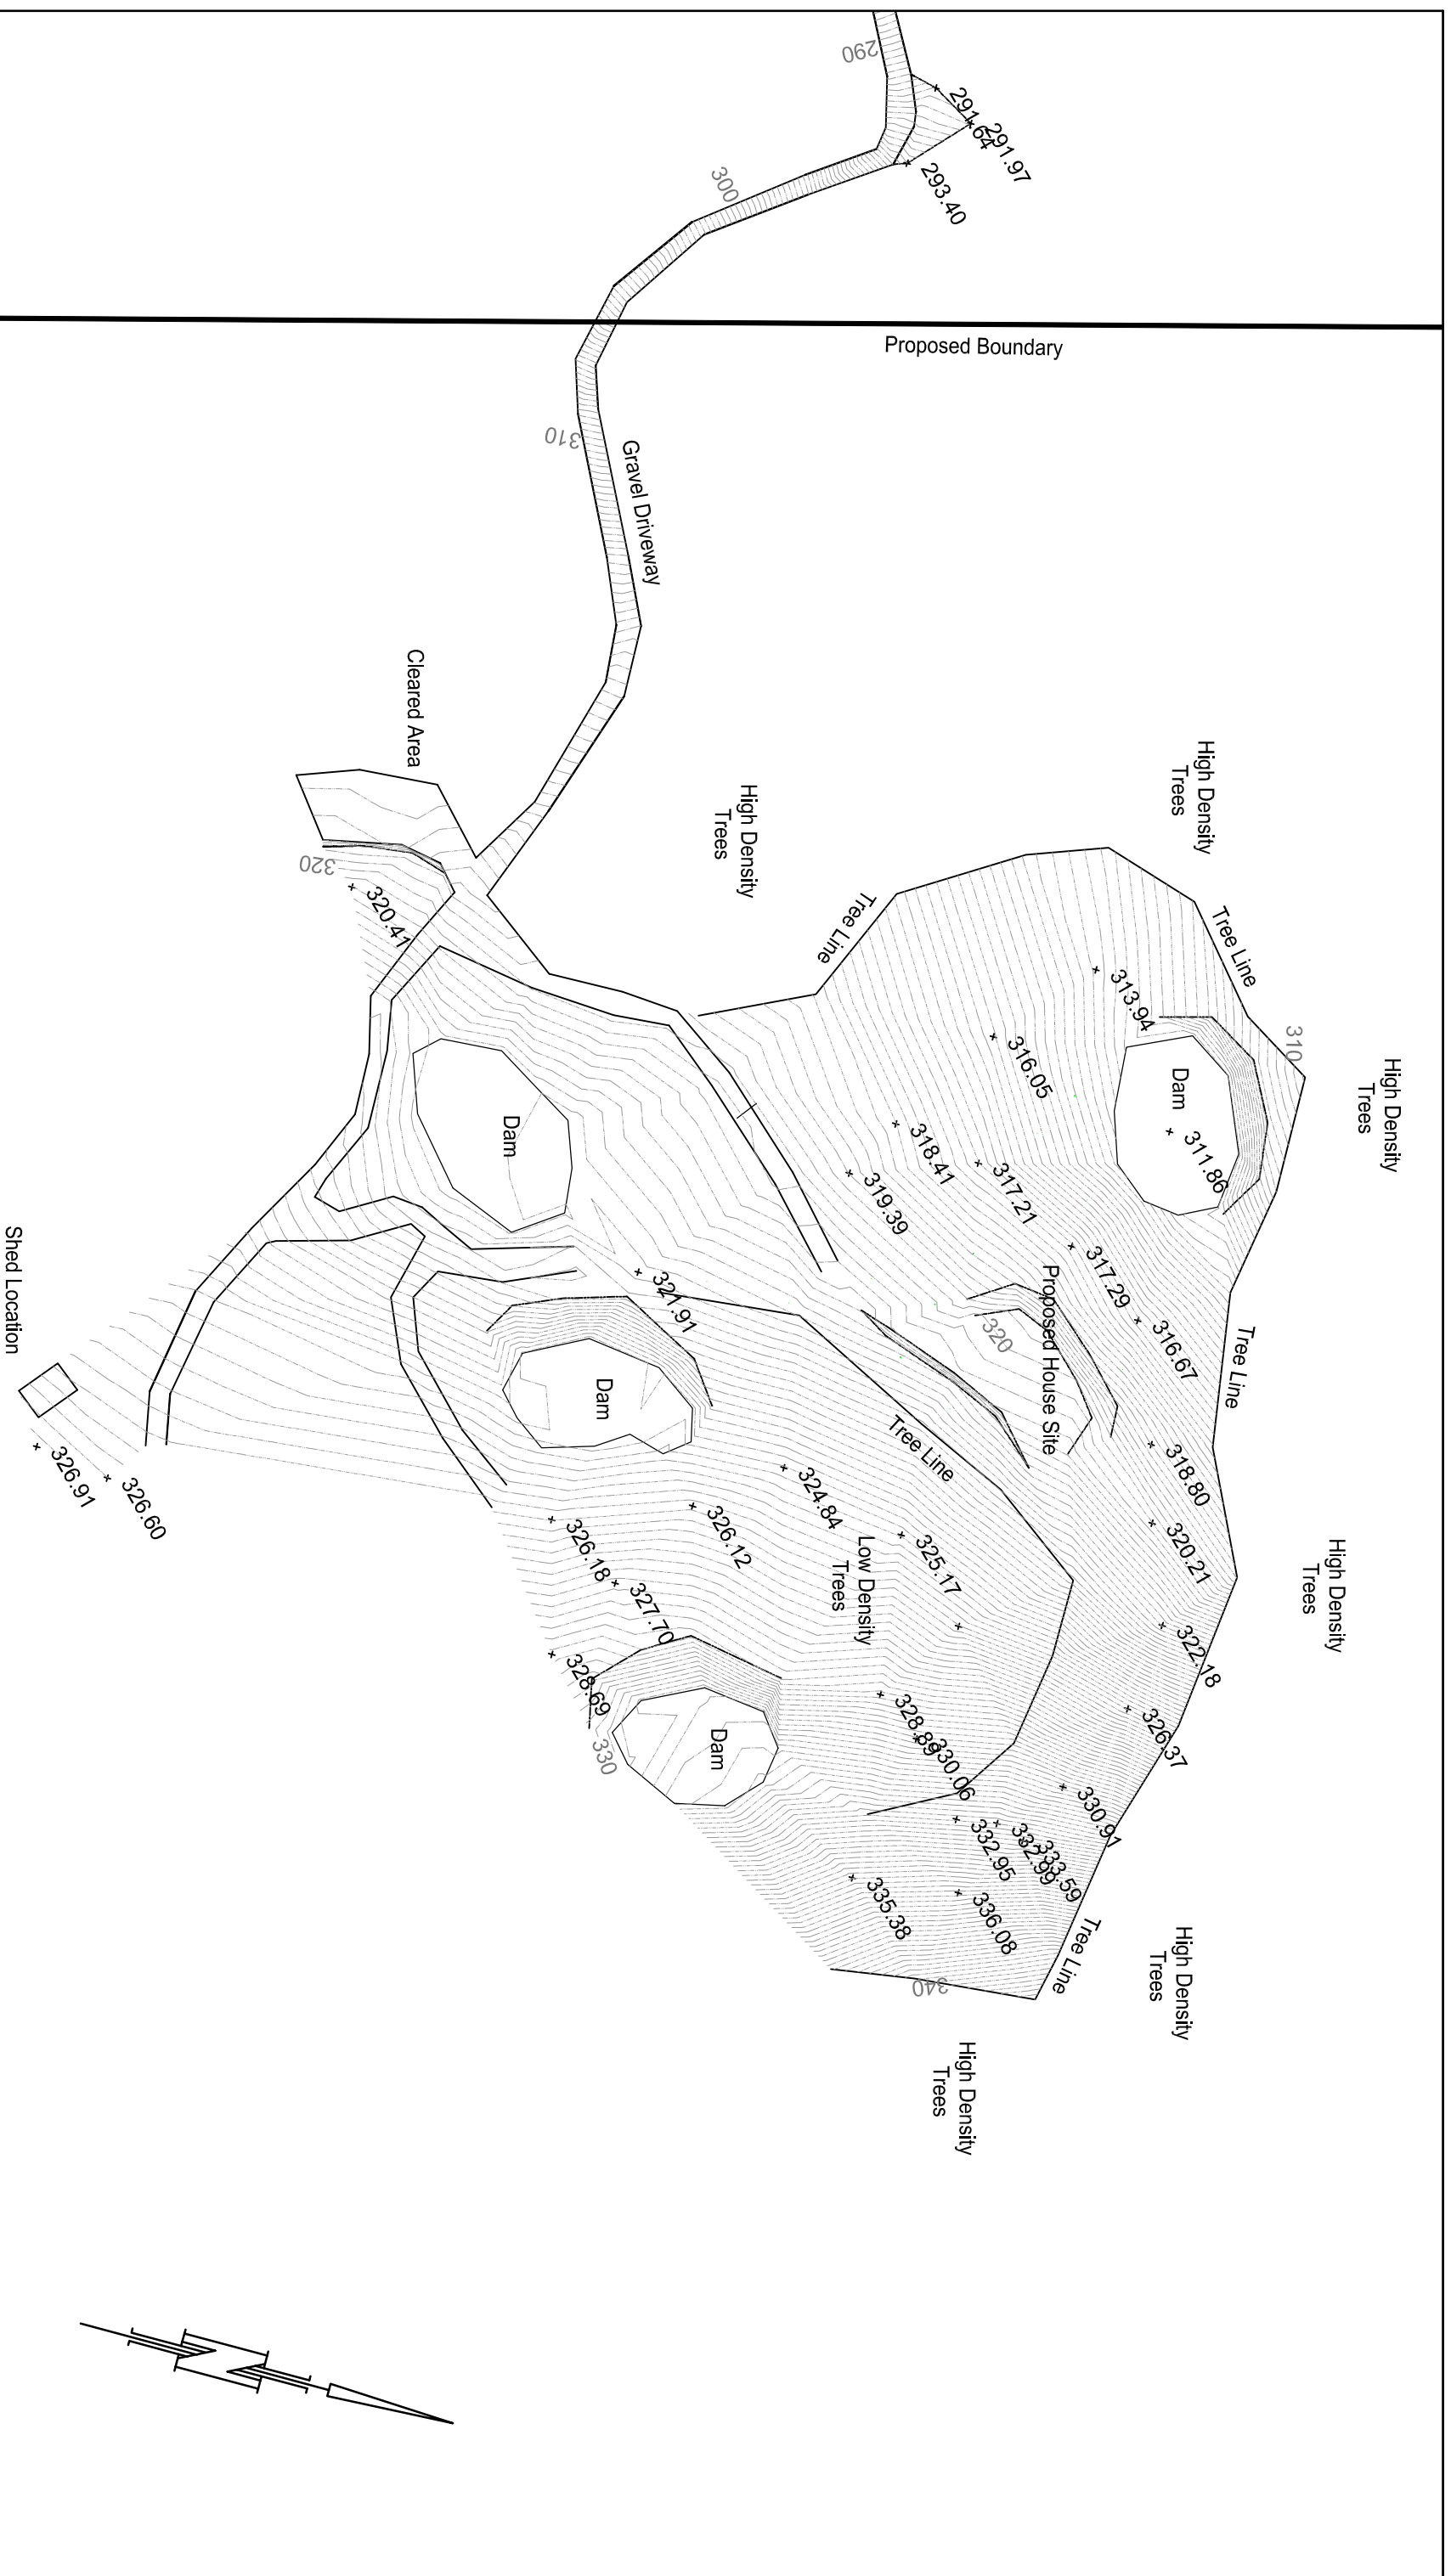 290
291.64
291.97
293.40
300
Proposed Boundary
310
Gravel Driveway
Cleared Area
High Density
Trees
High Density
Trees
320
320.41
Tree Line
Tree Line
313.94
310
316.05
Dam
High Density
Trees
Dam
311.86
318.41
317.21
319.39
Shed Location
321.91
317.29
Proposed House Site
320
316.67
Tree Line
Dam
Tree Line
318.80
326.91
326.60
324.84
326.12
326.18
320.21
325.17
Low Density
Trees
High Density
Trees
327.70
322.18
328.69
328.89
330.06
326.37
Dam
330
330.91
332.95
332.99
333.59
335.38
336.08
Tree Line
340
High Density
Trees
High Density
Trees
N